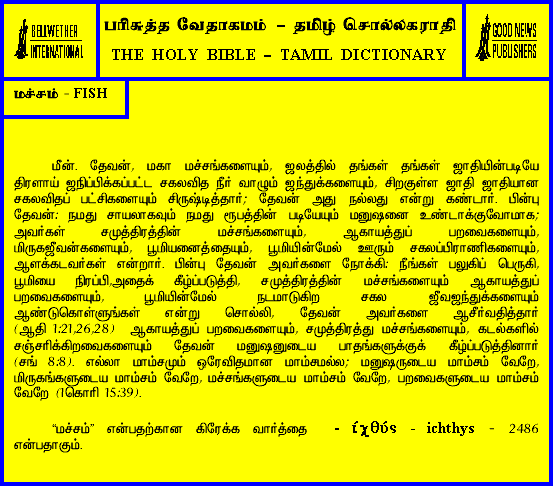 BELLWETHER
INTERNATIONAL
பரிசுத்த வேதாகமம் – தமிழ் சொல்லகராதி
THE HOLY BIBLE – TAMIL DICTIONARY
GOOD NEWS
PUBLISHERS
மச்சம் - FISH
மீன். தேவன், மகா மச்சங்களையும், ஜலத்தில் தங்கள் தங்கள் ஜாதியின்படியே
திரளாய் ஜநிப்பிக்கப்பட்ட சகலவித நீர் வாழும் ஜந்துக்களையும், சிறகுள்ள ஜாதி ஜாதியான
சகலவிதப் பட்சிகளையும் சிருஷ்டித்தார்; தேவன் அது நல்லது என்று கண்டார். பின்பு
தேவன்: நமது சாயலாகவும் நமது ரூபத்தின் படியேயும் மனுஷனை உண்டாக்குவோமாக;
அவர்கள் சமுத்திரத்தின் மச்சங்களையும், ஆகாயத்துப் பறவைகளையும்,
மிருகஜீவன்களையும், பூமியனைத்தையும், பூமியின்மேல் ஊரும் சகலப்பிராணிகளையும்,
ஆளக்கடவர்கள் என்றார். பின்பு தேவன் அவர்களை நோக்கி: நீங்கள் பலுகிப் பெருகி,
பூமியை நிரப்பி,அதைக் கீழ்ப்படுத்தி, சமுத்திரத்தின் மச்சங்களையும் ஆகாயத்துப்
பறவைகளையும், பூமியின்மேல் நடமாடுகிற சகல ஜீவஜந்துக்களையும்
ஆண்டுகொள்ளுங்கள் என்று சொல்லி, தேவன் அவர்களை ஆசீர்வதித்தார்
(ஆதி 1:21,26,28) ஆகாயத்துப் பறவைகளையும், சமுத்திரத்து மச்சங்களையும், கடல்களில்
சஞ்சரிக்கிறவைகளையும் தேவன் மனுஷனுடைய பாதங்களுக்குக் கீழ்ப்படுத்தினார்
(சங் 8:8). எல்லா மாம்சமும் ஒரேவிதமான மாம்சமல்ல; மனுஷருடைய மாம்சம் வேறே,
மிருகங்களுடைய மாம்சம் வேறே, மச்சங்களுடைய மாம்சம் வேறே, பறவைகளுடைய மாம்சம்
வேறே (1கொரி 15:39).
“மச்சம்” என்பதற்கான கிரேக்க வார்த்தை - ἰχθύς - ichthys - 2486
என்பதாகும்.